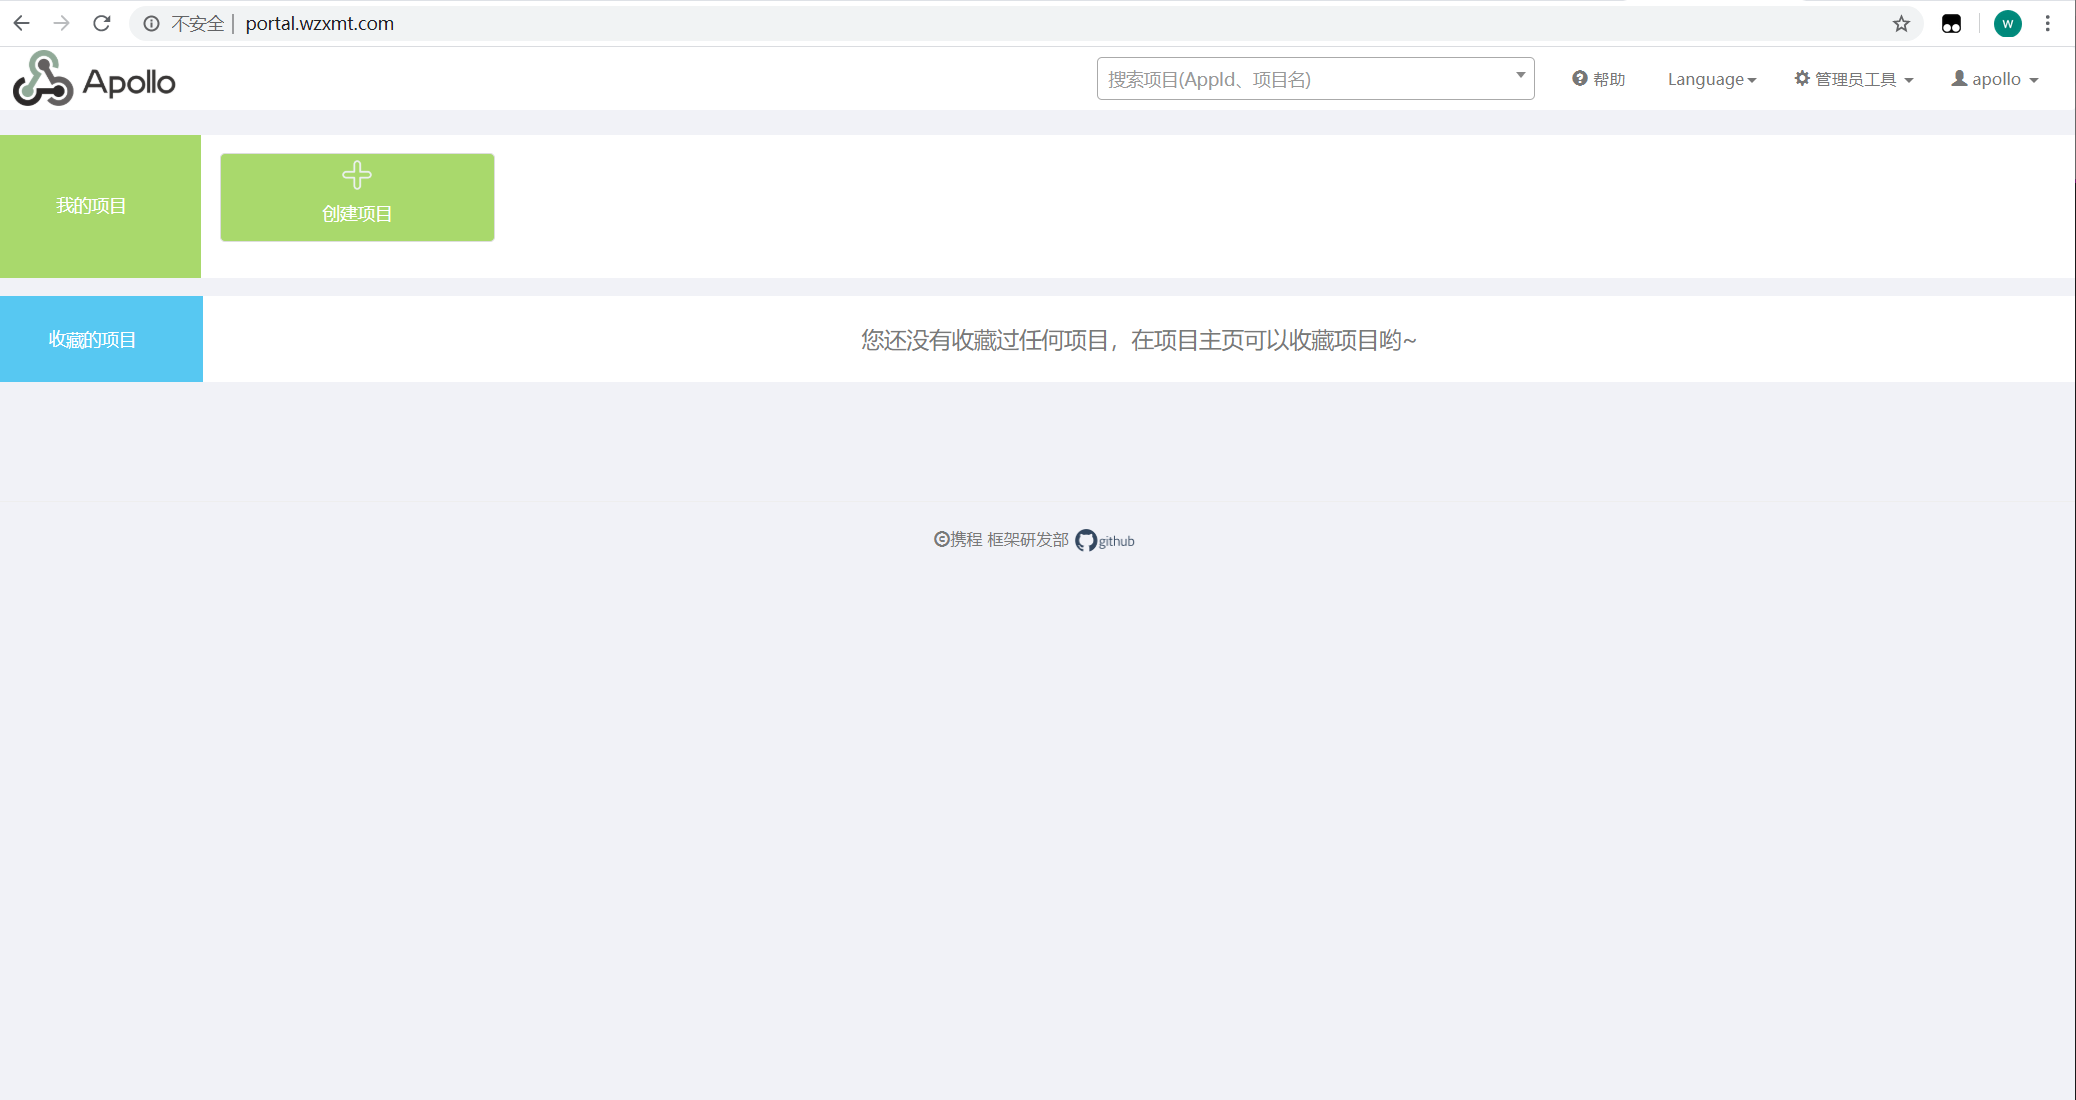 不安全 | portal.wzxmt.com
W
Apollo
搜索项目(AppId、项目名)
帮助
Language
管理员工具
apollo
我的项目
创建项目
收藏的项目
您还没有收藏过任何项目，在项目主页可以收藏项目哟~
©携程 框架研发部 github